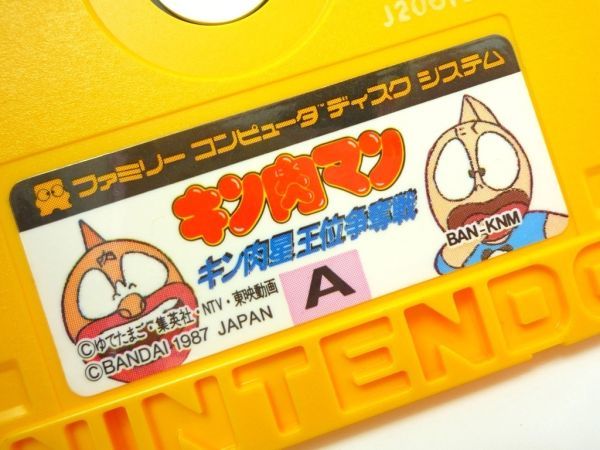 ファミリー コンピュータ™ ディスク システム
キン肉マン
キン肉星王位争奪戦
BAN-KNM
A
©ゆでたまご・集英社・NTV・東映動画
©BANDAI 1987 JAPAN
NINTENDO